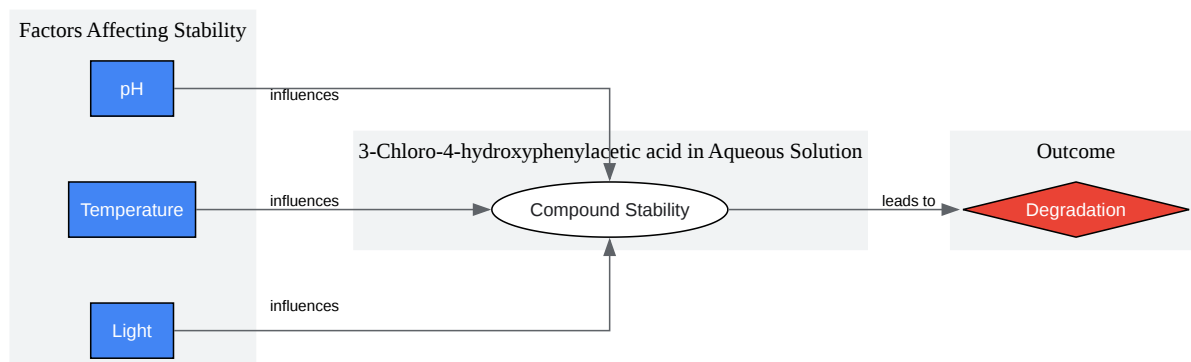 Factors Affecting Stability
pH
influences
3-Chloro-4-hydroxyphenylacetic acid in Aqueous Solution
Outcome
Temperature
influences
Compound Stability
leads to
Degradation
Light
influences